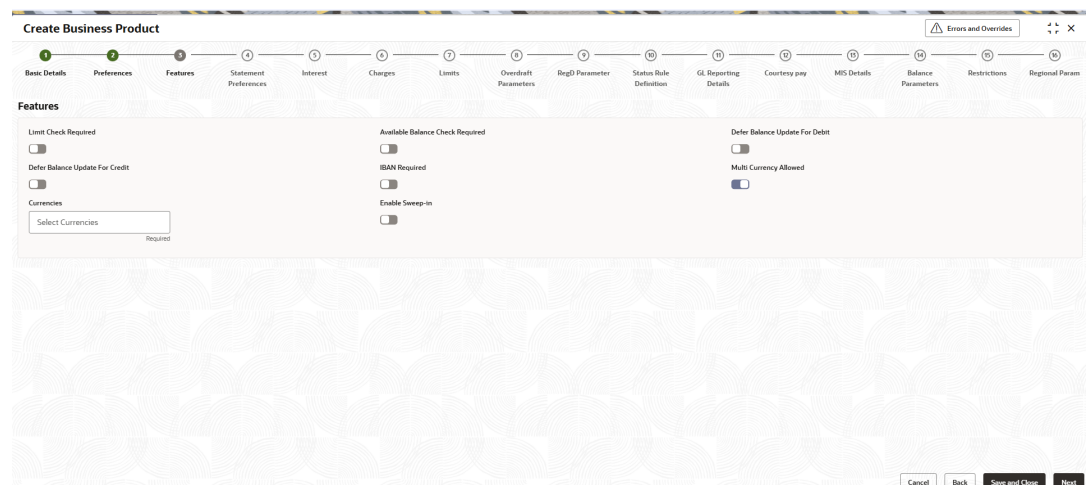 Create Business Product
Errors and Overrides
1 2 3 4 5 6 7 8 9 10 11 12 13 14 15 16
Basic Details Preferences Features Statement Preferences Interest Charges Limits Overdraft Parameters RegD Parameter Status Rule Definition GL Reporting Details Courtesy pay MIS Details Balance Parameters Restrictions Regional Param
Features
Limit Check Required Available Balance Check Required Defer Balance Update For Debit
Defer Balance Update For Credit IBAN Required Multi Currency Allowed
Currencies Enable Sweep-in
Select Currencies
Required
Cancel Back Save and Close Next